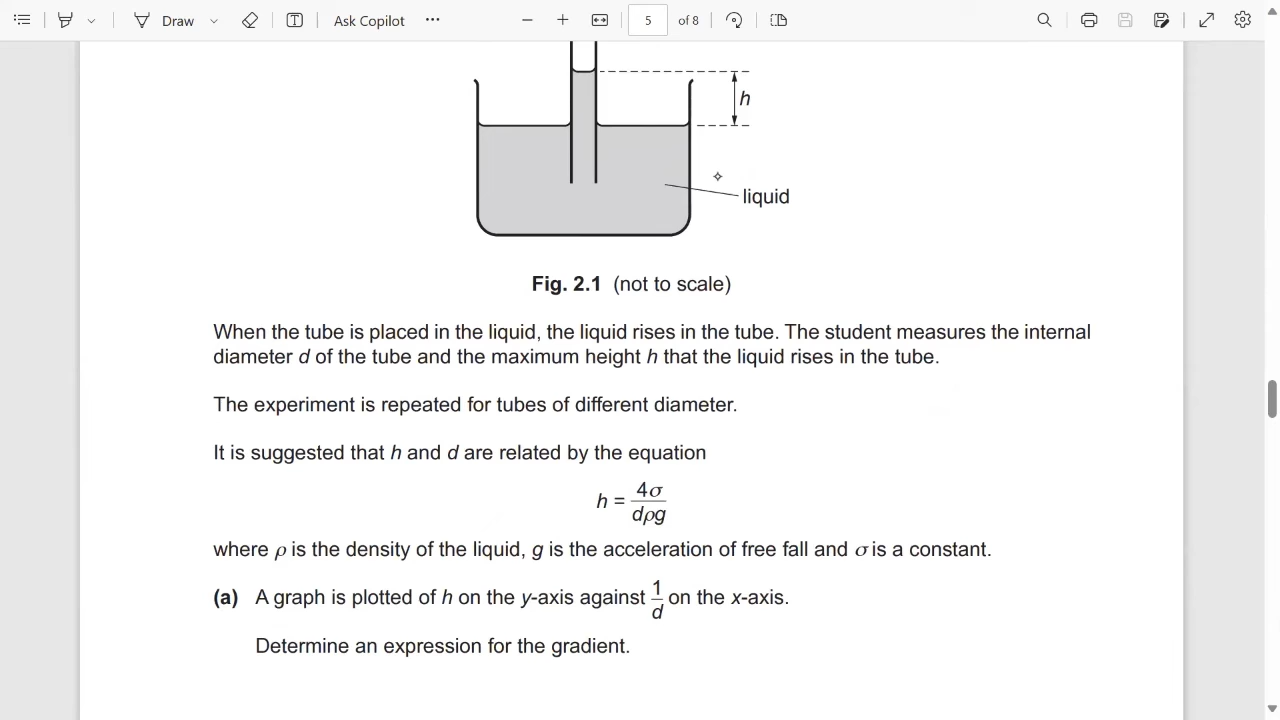 Draw
Ask Copilot
5 of 8
h
liquid
Fig. 2.1 (not to scale)
When the tube is placed in the liquid, the liquid rises in the tube. The student measures the internal
diameter d of the tube and the maximum height h that the liquid rises in the tube.
The experiment is repeated for tubes of different diameter.
It is suggested that h and d are related by the equation
h = 4σ / dρg
where ρ is the density of the liquid, g is the acceleration of free fall and σ is a constant.
(a) A graph is plotted of h on the y-axis against 1/d on the x-axis.
Determine an expression for the gradient.